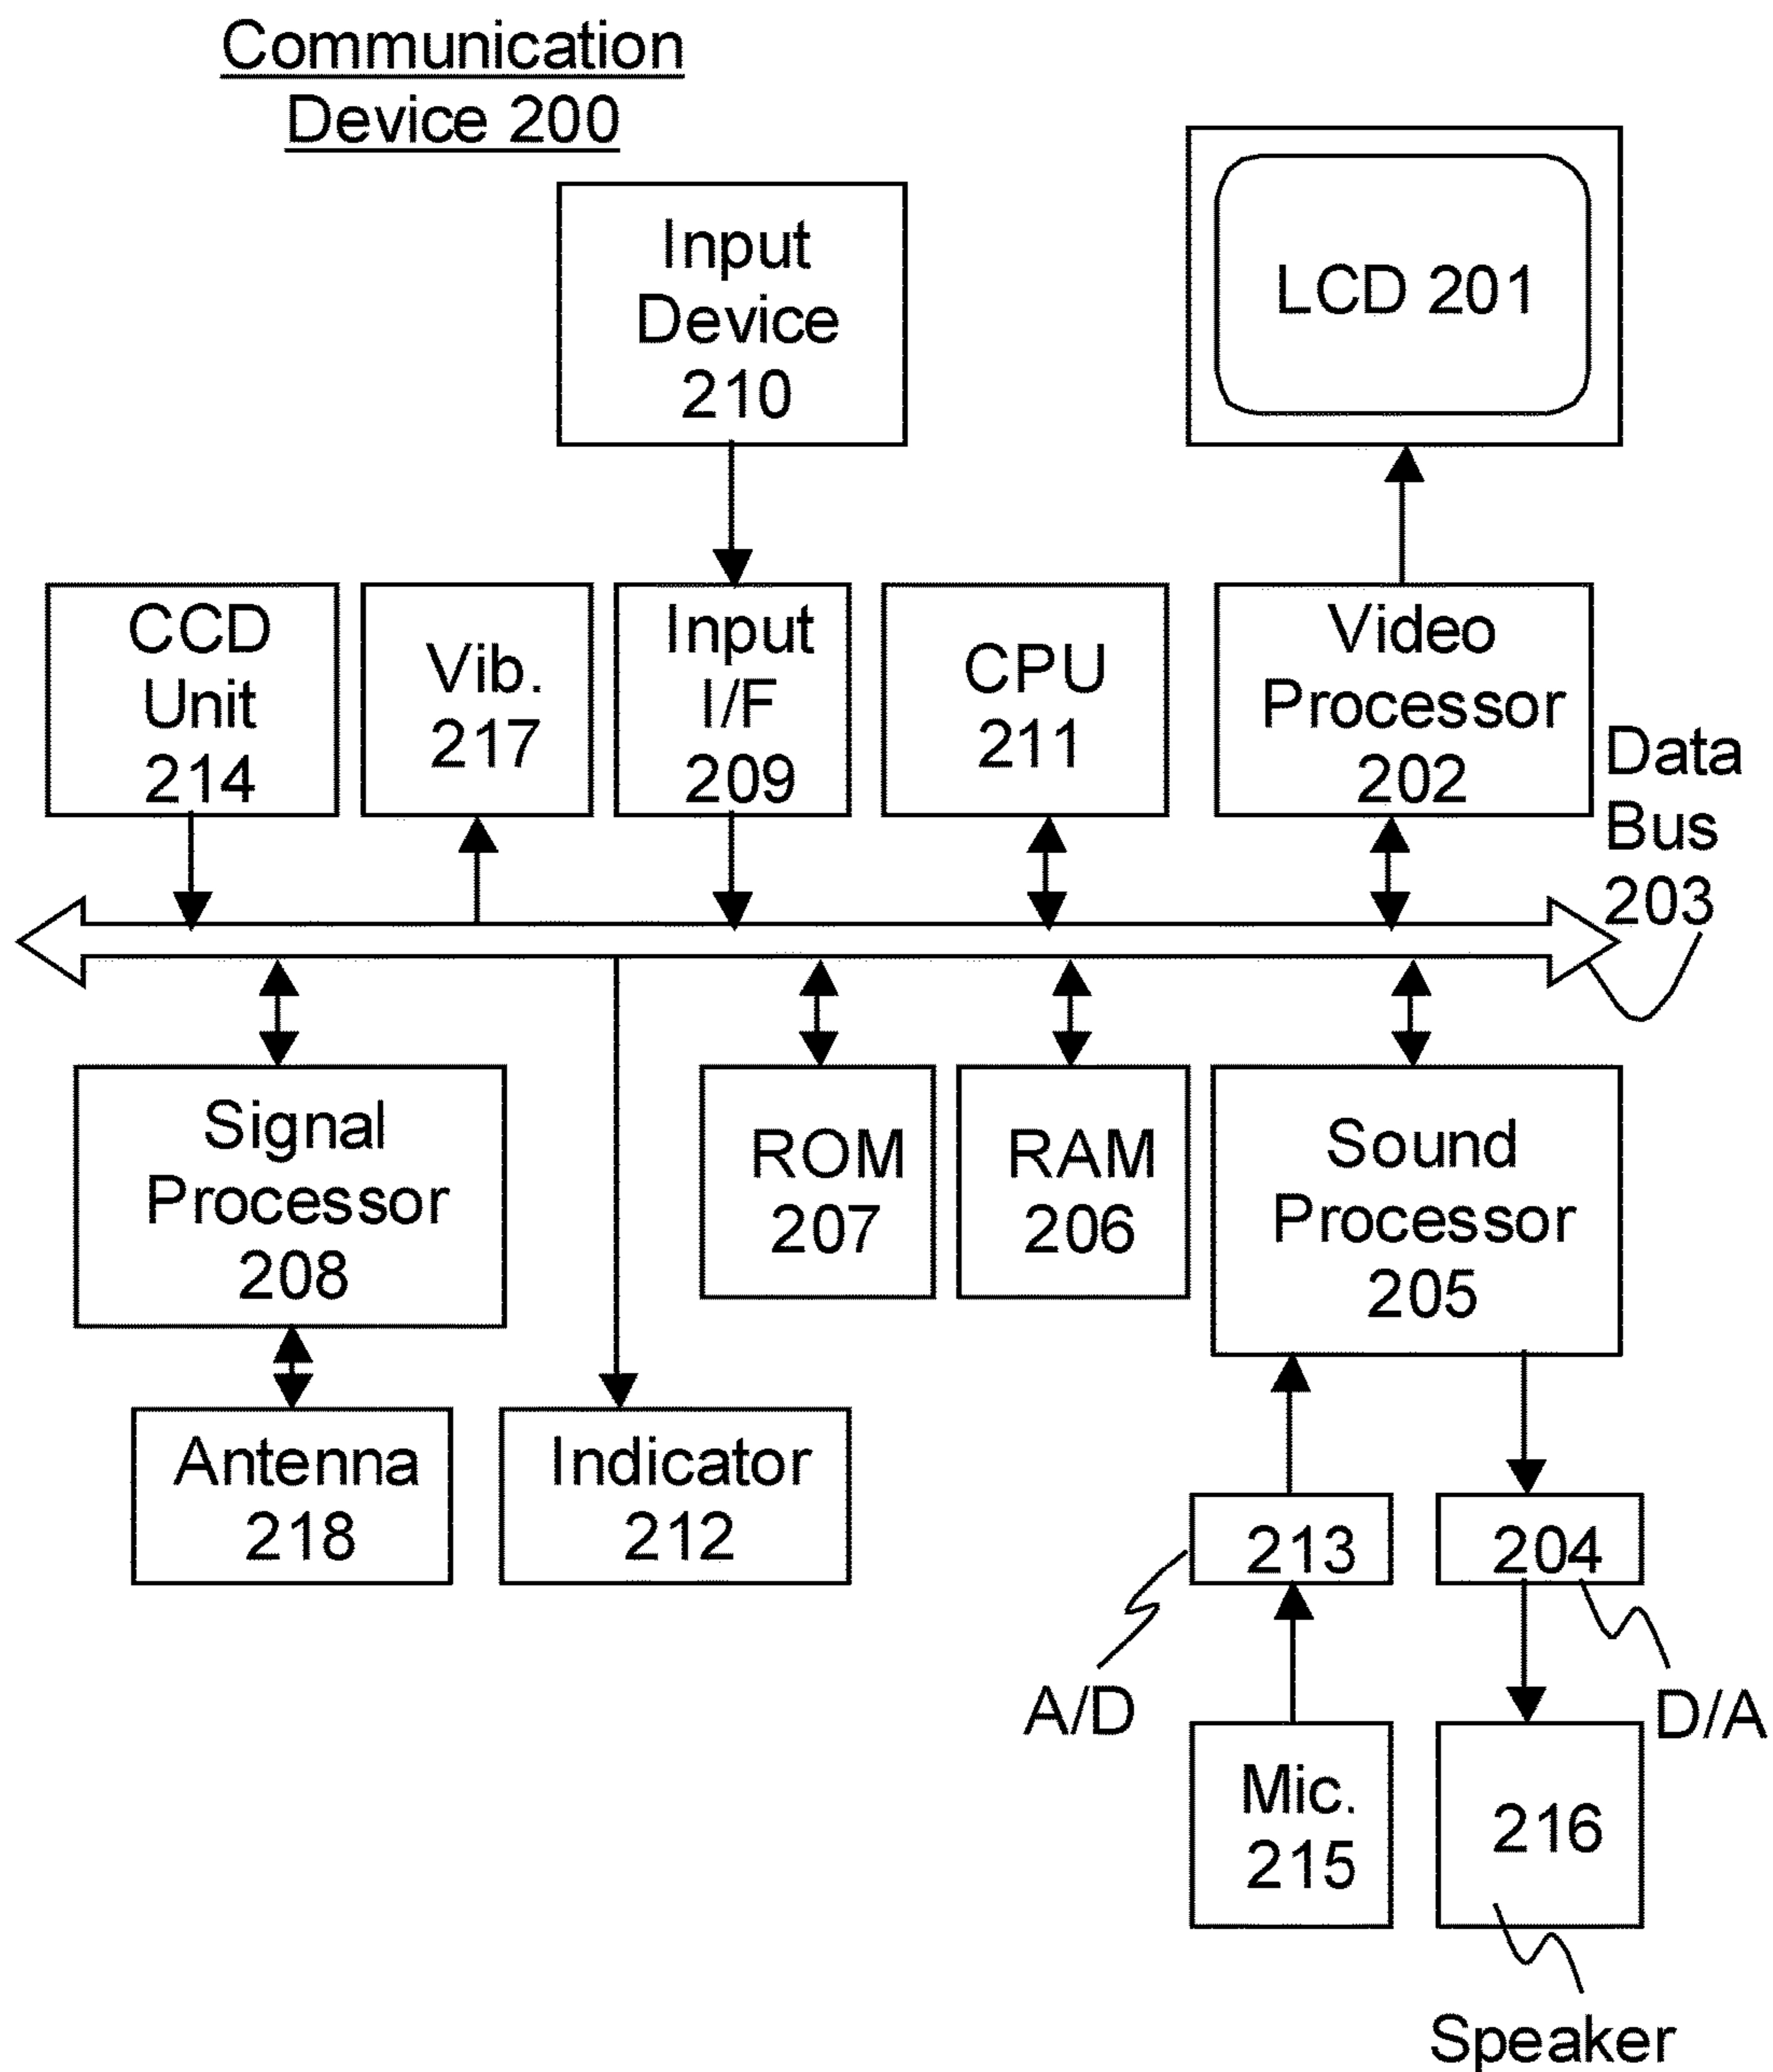 Communication
Device 200
Input
Device
210
LCD 201
CCD
Unit
214
Vib.
217
Input
I/F
209
CPU
211
Video
Processor
202
Data
Bus
203
Signal
Processor
208
ROM
207
RAM
206
Sound
Processor
205
Antenna
218
Indicator
212
213
204
A/D
D/A
Mic.
215
216
Speaker